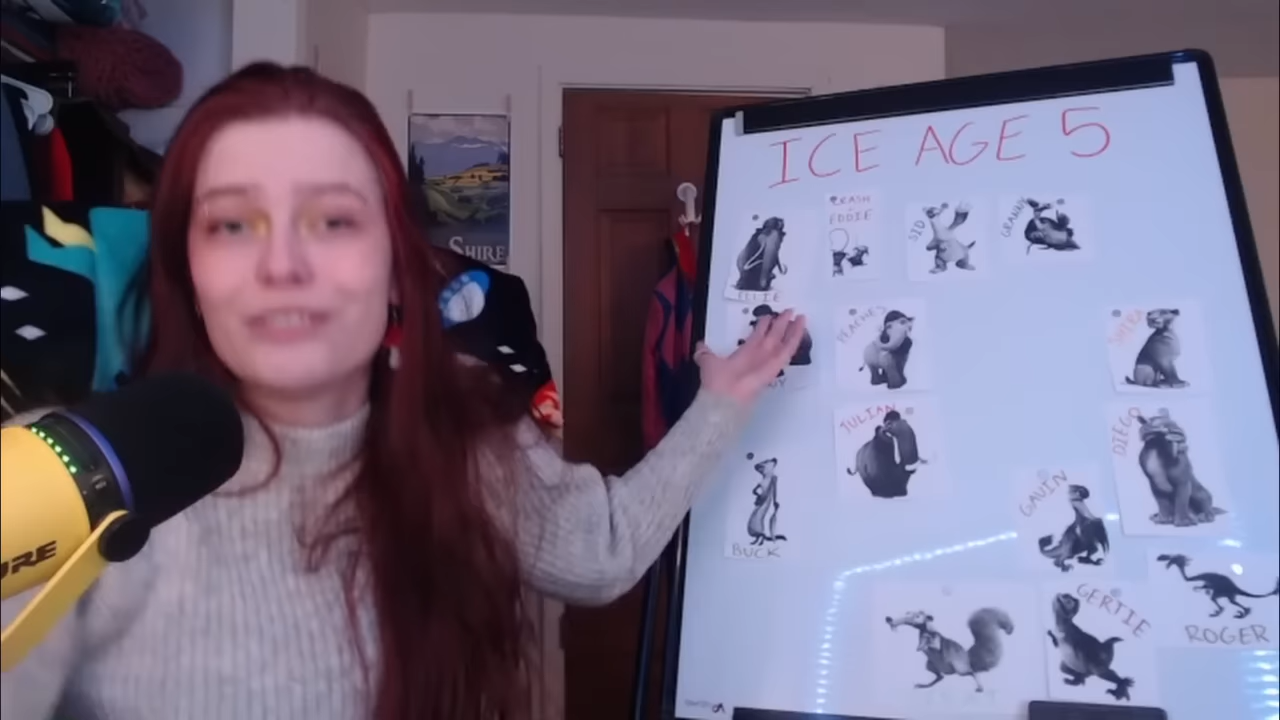 ICE AGE 5
CRASH
EDDIE
SID
GRANNY
ELLIE
PEACHES
SHIRA
JULIAN
DIEGO
GAVIN
BUCK
GERTIE
ROGER
SHIRE